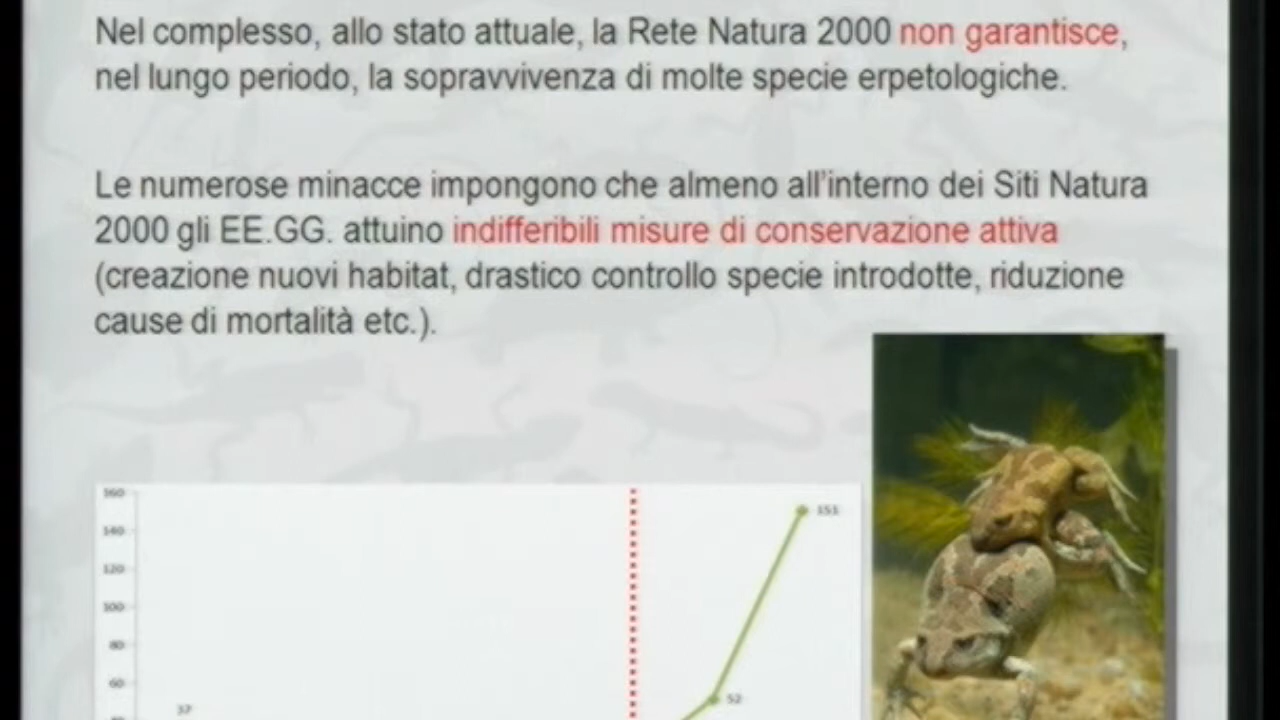 Nel complesso, allo stato attuale, la Rete Natura 2000 non garantisce,
nel lungo periodo, la sopravvivenza di molte specie erpetologiche.
Le numerose minacce impongono che almeno all'interno dei Siti Natura
2000 gli EE.GG. attuino indifferibili misure di conservazione attiva
(creazione nuovi habitat, drastico controllo specie introdotte, riduzione
cause di mortalità etc.).
160
151
140
120
100
80
60
52
37